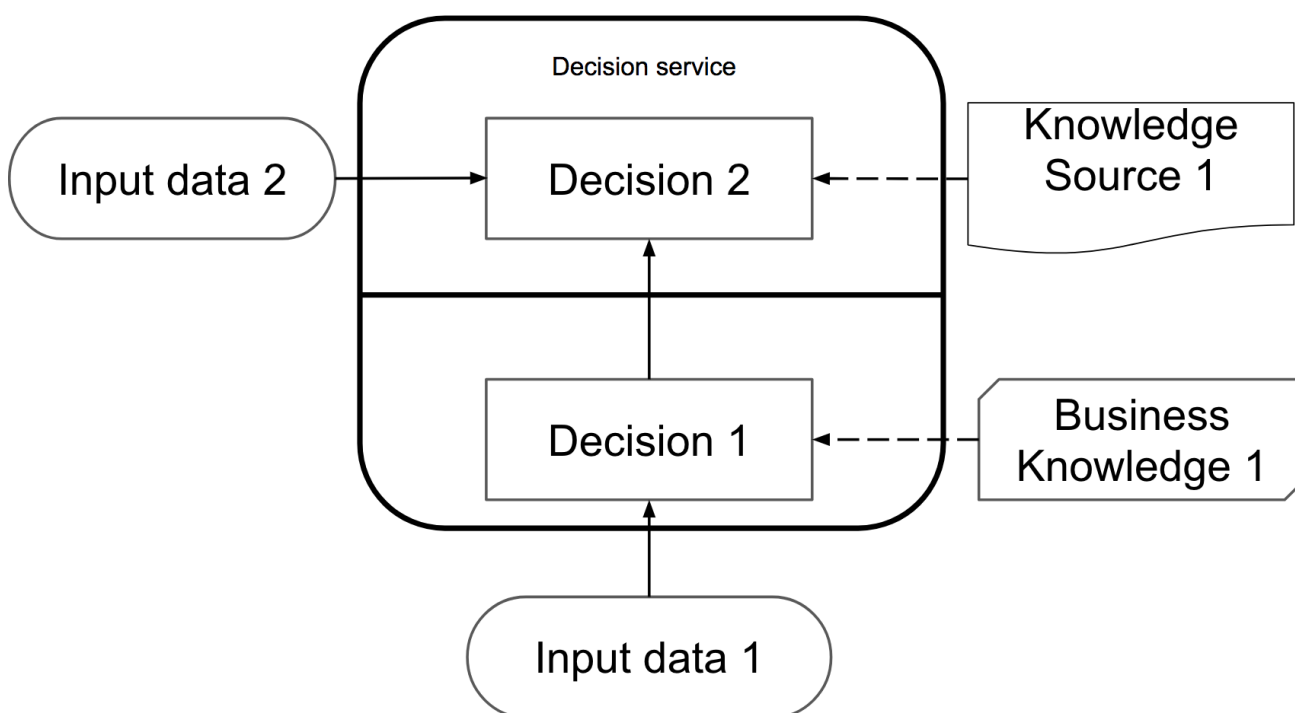 Decision service
Input data 2
Decision 2
Knowledge
Source 1
Decision 1
Business
Knowledge 1
Input data 1